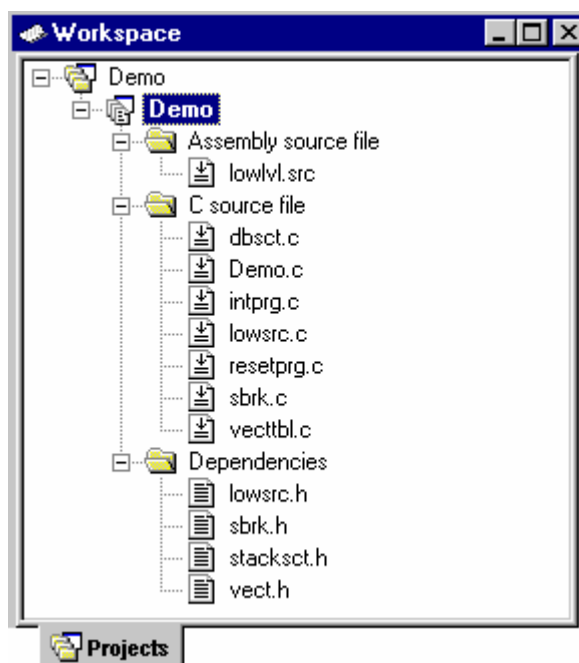 Workspace
Demo
Demo
Assembly source file
lowlvl.src
C source file
dbsct.c
Demo.c
intprg.c
lowsrc.c
resetprg.c
sbrk.c
vecttbl.c
Dependencies
lowsrc.h
sbrk.h
stacksct.h
vect.h
Projects